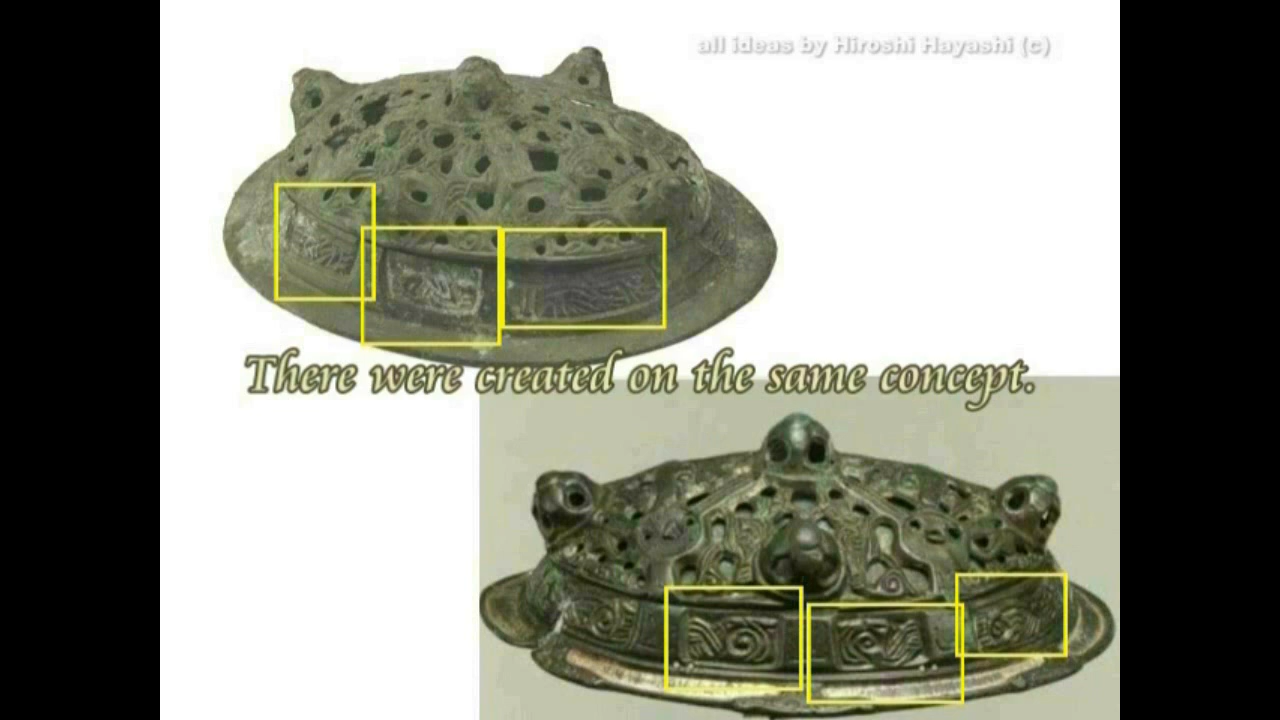 all ideas by Hiroshi Hayashi (c)
There were created on the same concept.